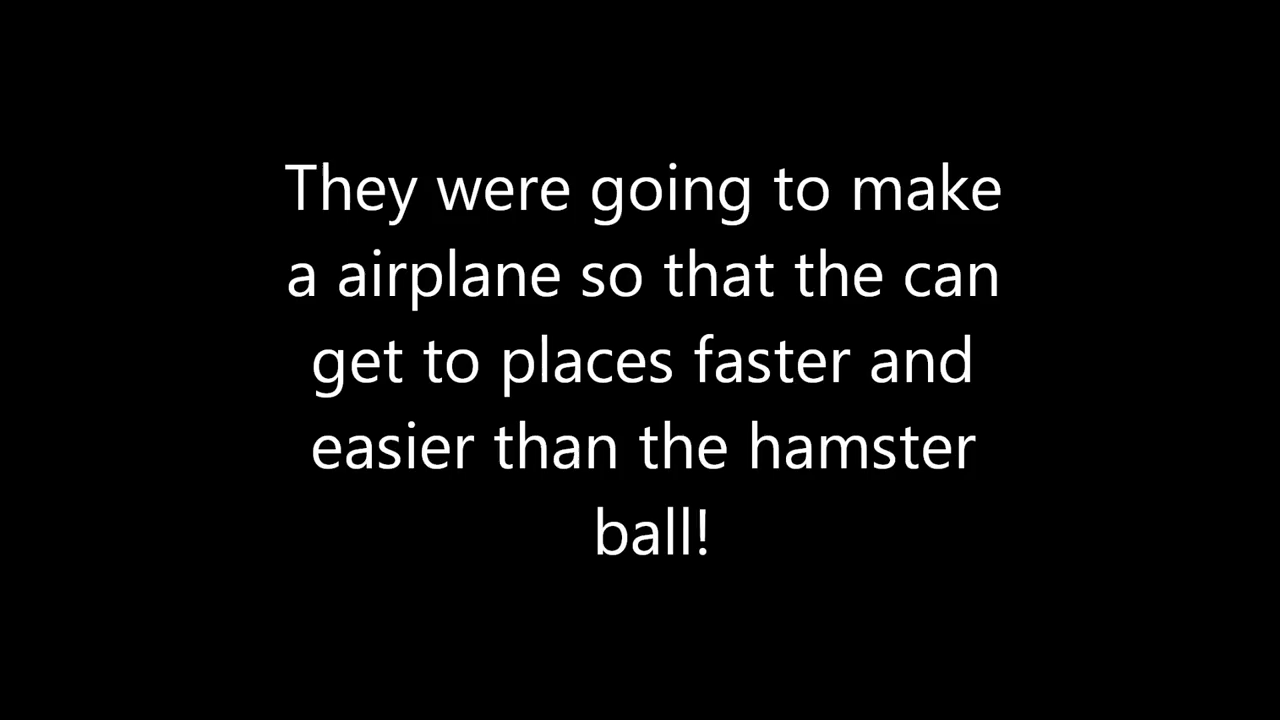 They were going to make
a airplane so that the can
get to places faster and
easier than the hamster
ball!